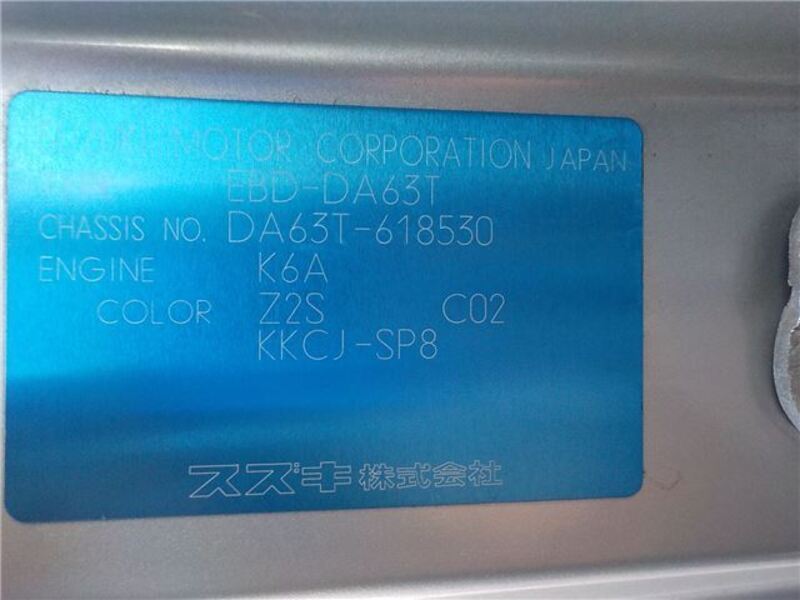 SUZUKI MOTOR CORPORATION JAPAN
EBD-DA63T
CHASSIS NO. DA63T-618530
ENGINE K6A
COLOR Z2S C02
KKCJ-SP8
スズキ株式会社